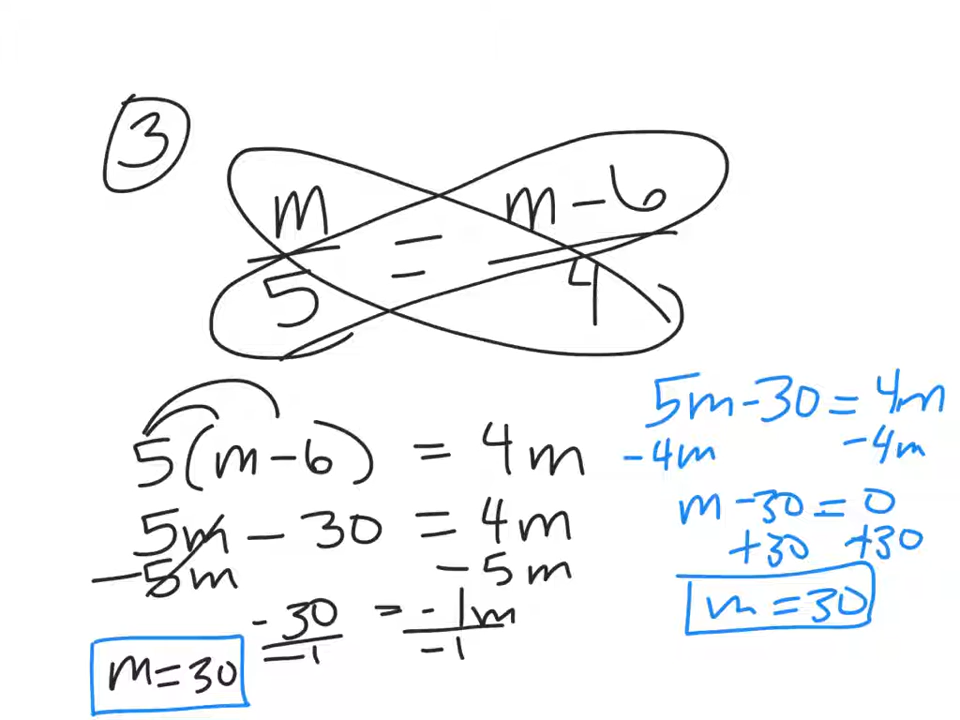 3
m = m-6
5 4
5(m-6) = 4m
5m - 30 = 4m
-5m -5m
-30 = -1m
-1 -1
m=30
5m-30=4m
-4m -4m
m-30=0
+30 +30
m=30